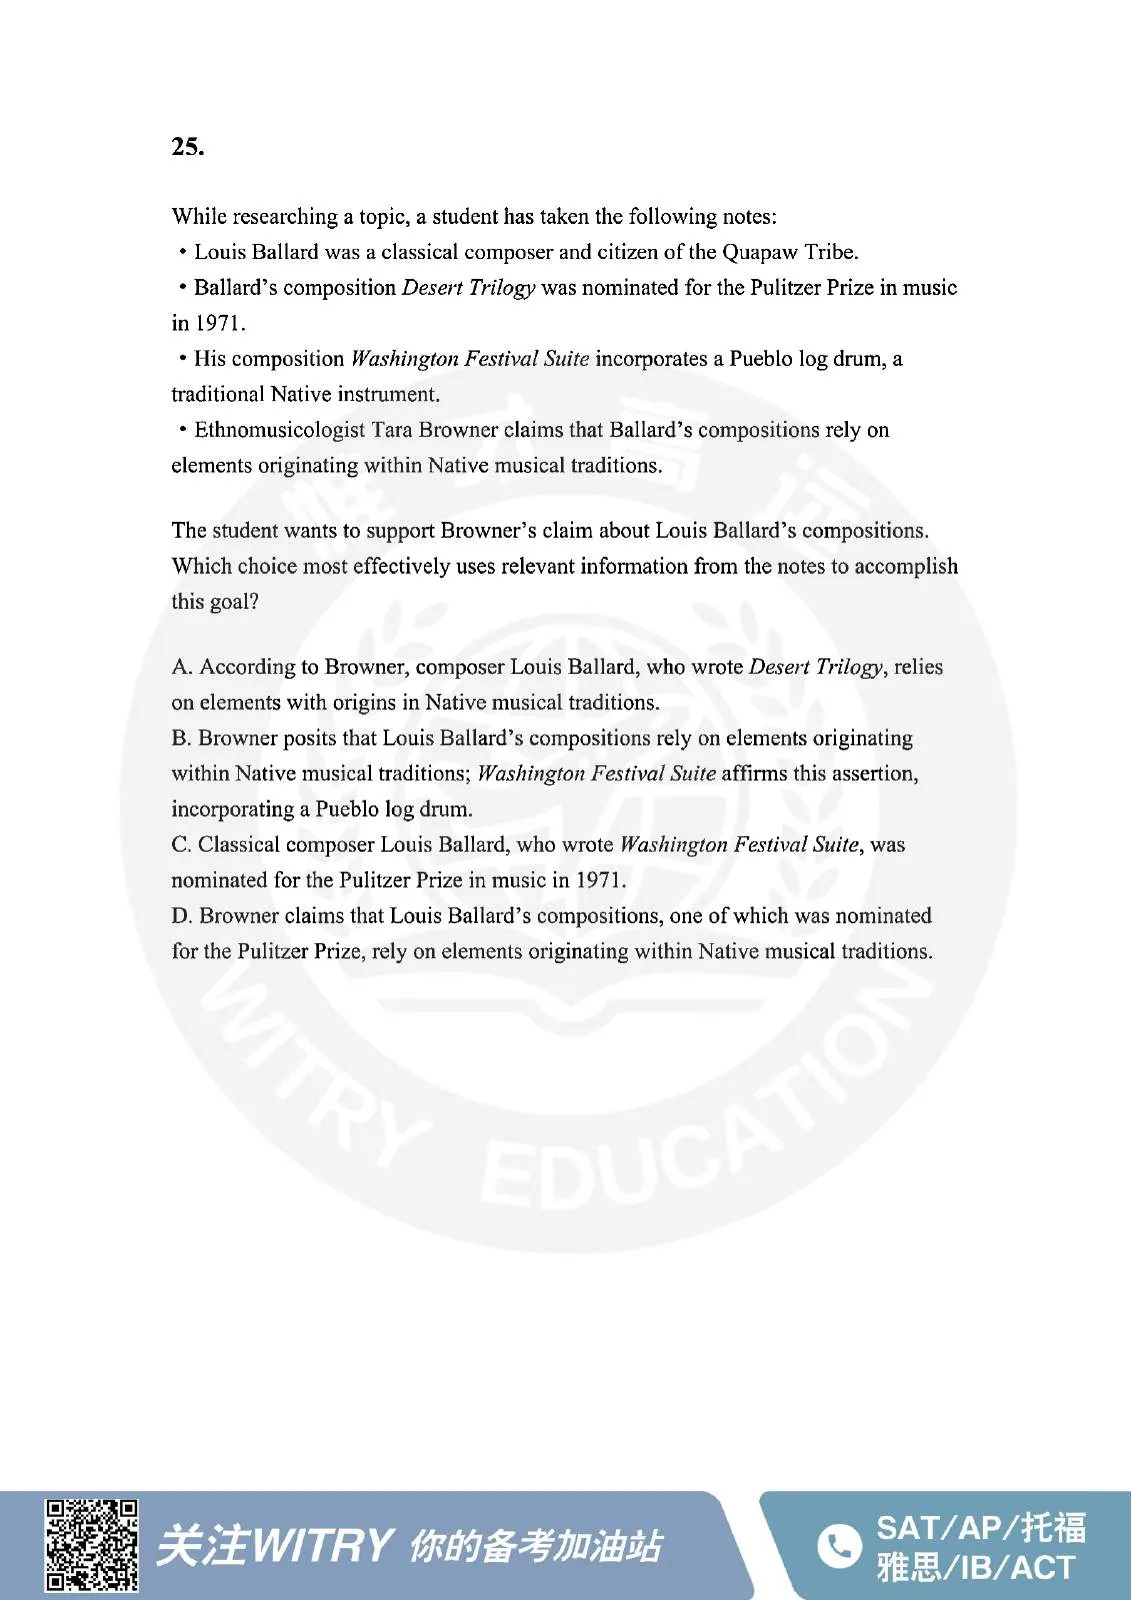 25.
While researching a topic, a student has taken the following notes:
• Louis Ballard was a classical composer and citizen of the Quapaw Tribe.
• Ballard’s composition Desert Trilogy was nominated for the Pulitzer Prize in music
in 1971.
• His composition Washington Festival Suite incorporates a Pueblo log drum, a
traditional Native instrument.
• Ethnomusicologist Tara Browner claims that Ballard’s compositions rely on
elements originating within Native musical traditions.
The student wants to support Browner’s claim about Louis Ballard’s compositions.
Which choice most effectively uses relevant information from the notes to accomplish
this goal?
A. According to Browner, composer Louis Ballard, who wrote Desert Trilogy, relies
on elements with origins in Native musical traditions.
B. Browner posits that Louis Ballard’s compositions rely on elements originating
within Native musical traditions; Washington Festival Suite affirms this assertion,
incorporating a Pueblo log drum.
C. Classical composer Louis Ballard, who wrote Washington Festival Suite, was
nominated for the Pulitzer Prize in music in 1971.
D. Browner claims that Louis Ballard’s compositions, one of which was nominated
for the Pulitzer Prize, rely on elements originating within Native musical traditions.
惟才高远
WITRY EDUCATION
关注WITRY 你的备考加油站
SAT/AP/托福
雅思/IB/ACT